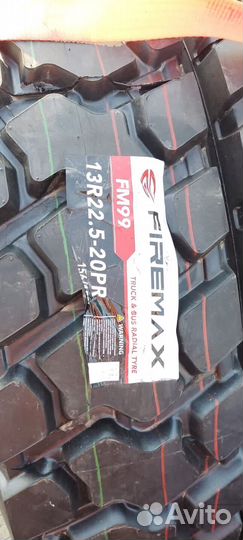 FIREMAX
TRUCK & BUS RADIAL TYRE
FM99
13R22.5-20PR
WARNING
Avito